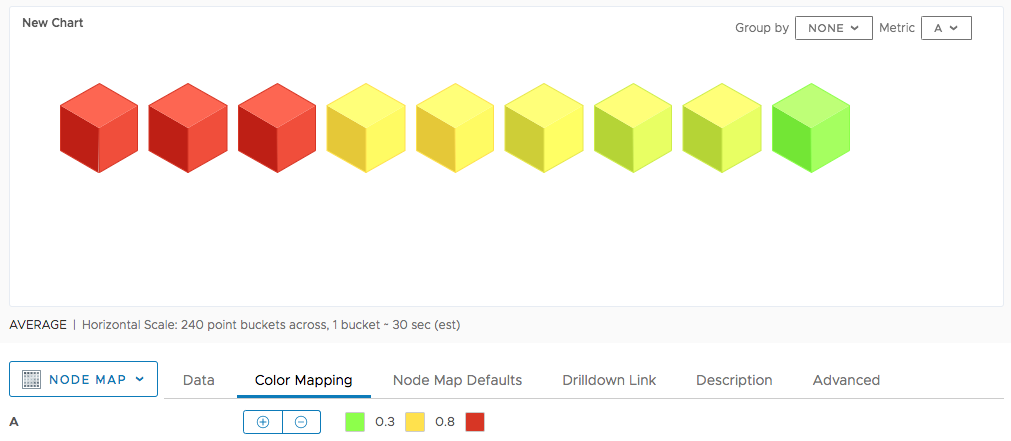 New Chart
Group by NONE Metric A
AVERAGE | Horizontal Scale: 240 point buckets across, 1 bucket ~ 30 sec (est)
NODE MAP Data Color Mapping Node Map Defaults Drilldown Link Description Advanced
A 0.3 0.8